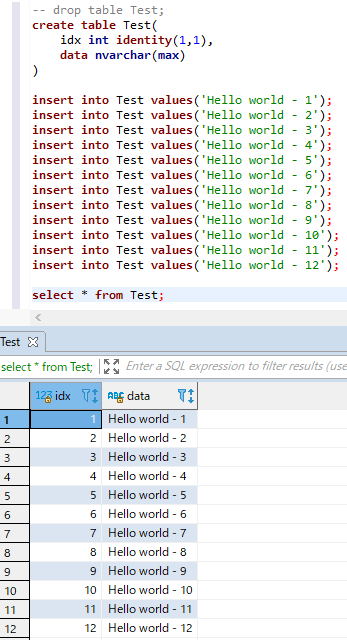 -- drop table Test;
create table Test(
    idx int identity(1,1),
    data nvarchar(max)
)
insert into Test values('Hello world - 1');
insert into Test values('Hello world - 2');
insert into Test values('Hello world - 3');
insert into Test values('Hello world - 4');
insert into Test values('Hello world - 5');
insert into Test values('Hello world - 6');
insert into Test values('Hello world - 7');
insert into Test values('Hello world - 8');
insert into Test values('Hello world - 9');
insert into Test values('Hello world - 10');
insert into Test values('Hello world - 11');
insert into Test values('Hello world - 12');
select * from Test;
Test
select * from Test; Enter a SQL expression to filter results (use
123 idx ABC data
1 1 Hello world - 1
2 2 Hello world - 2
3 3 Hello world - 3
4 4 Hello world - 4
5 5 Hello world - 5
6 6 Hello world - 6
7 7 Hello world - 7
8 8 Hello world - 8
9 9 Hello world - 9
10 10 Hello world - 10
11 11 Hello world - 11
12 12 Hello world - 12